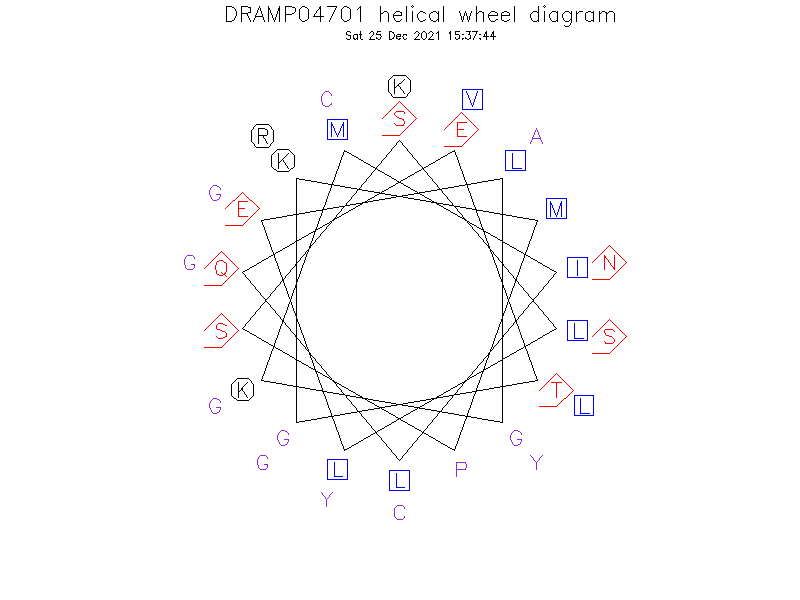 DRAMP04701 helical wheel diagram
Sat 25 Dec 2021 15:37:44
K
C V
M S E
R A
K L
G E M
G Q I N
S L S
K T L
G
G G
G L P Y
Y L
C